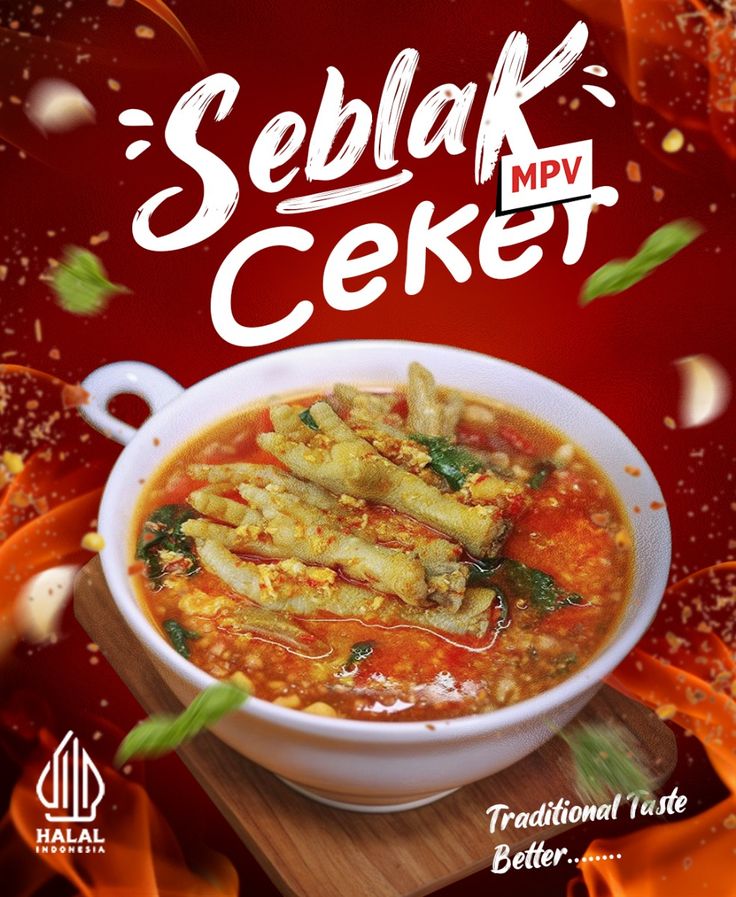 Seblak
MPV
Ceker
HALAL
INDONESIA
Traditional Taste
Better........